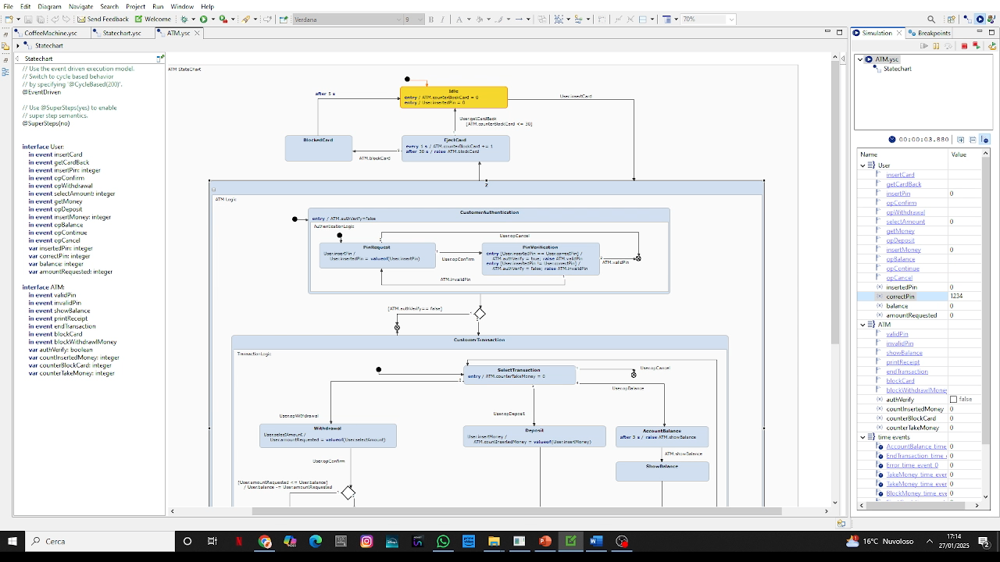 File Edit Diagram Navigate Search Project Run Window Help
Send Feedback Welcome Verdana 9 B I A 70%
CoffeeMachine.ysc Statechart.ysc ATM.ysc
Statechart
Statechart
// Use the event driven execution model.
// Switch to cycle based behavior
// by specifying '@CycleBased(200)'.
@EventDriven
// Use @SuperSteps(yes) to enable
// super step semantics.
@SuperSteps(no)
interface User:
in event insertCard
in event getCardBack
in event insertPin: integer
in event opConfirm
in event opWithdrawal
in event selectAmount: integer
in event getMoney
in event opDeposit
in event insertMoney: integer
in event opBalance
in event opContinue
in event opCancel
var insertedPin: integer
var correctPin: integer
var balance: integer
var amountRequested: integer
interface ATM:
in event validPin
in event invalidPin
in event showBalance
in event printReceipt
in event endTransaction
in event blockCard
in event blockWithdrawlMoney
var authVerify: boolean
var countInsertedMoney: integer
var counterBlockCard: integer
var counterTakeMoney: integer
ATM StateChart
Idle
entry / ATM.counterBlockCard = 0
entry / User.insertedPin = 0
after 5 s
User.insertCard
User.getCardBack
[ATM.counterBlockCard <= 30]
BlockedCard
EjectCard
every 1 s / ATM.counterBlockCard += 1
after 30 s / raise ATM.blockCard
ATM.blockCard
2
ATM Logic
CustomerAuthentication
entry / ATM.authVerify=false
AuthenticationLogic
User.opCancel
PinRequest
User.insertPin /
User.insertedPin = valueof(User.insertPin)
User.opConfirm
PinVerification
entry [User.insertedPin == User.correctPin] /
ATM.authVerify = true; raise ATM.validPin
entry [User.insertedPin != User.correctPin] /
ATM.authVerify = false; raise ATM.invalidPin
ATM.validPin
ATM.invalidPin
[ATM.authVerify== false]
CustomerTransaction
TransactionLogic
SelectTransaction
entry / ATM.counterTakeMoney = 0
User.opCancel
User.opBalance
User.opWithdrawal
User.opDeposit
Withdrawal
User.selectAmount /
User.amountRequested = valueof(User.selectAmount)
Deposit
User.insertMoney /
ATM.countInsertedMoney = valueof(User.insertMoney)
AccountBalance
after 3 s / raise ATM.showBalance
ATM.showBalance
ShowBalance
User.opConfirm
[User.amountRequested <= User.balance]
/ User.balance -= User.amountRequested
Simulation Breakpoints
ATM.ysc
Statechart
00:00:03.880
Name Value
User
insertCard
getCardBack
insertPin 0
opConfirm
opWithdrawal
selectAmount 0
getMoney
opDeposit
insertMoney 0
opBalance
opContinue
opCancel
insertedPin 0
correctPin 1234
balance 0
amountRequested 0
ATM
validPin
invalidPin
showBalance
printReceipt
endTransaction
blockCard
blockWithdrawlMoney
authVerify false
countInsertedMoney 0
counterBlockCard 0
counterTakeMoney 0
time events
AccountBalance_time
EndTransaction_time_
Error_time_event_0
TakeMoney_time_eve
TakeMoney_time_eve
BlockMoney_time_eve
Cerca
16°C Nuvoloso
17:14
27/01/2025